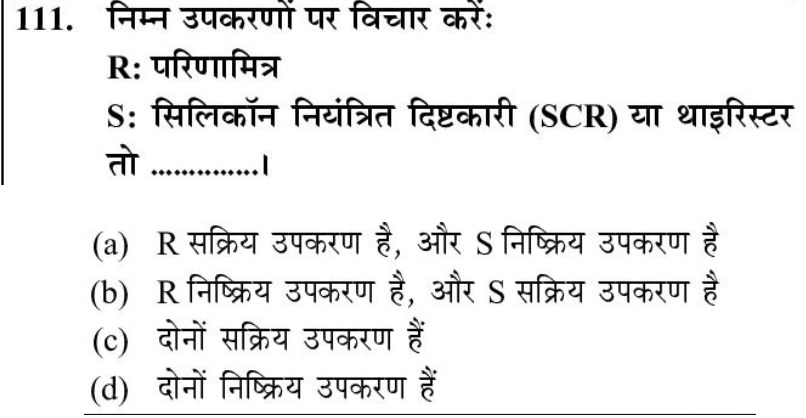 111. निम्न उपकरणों पर विचार करें:
R: परिणामित्र
S: सिलिकॉन नियंत्रित दिष्टकारी (SCR) या थाइरिस्टर
तो ...............।
(a) R सक्रिय उपकरण है, और S निष्क्रिय उपकरण है
(b) R निष्क्रिय उपकरण है, और S सक्रिय उपकरण है
(c) दोनों सक्रिय उपकरण हैं
(d) दोनों निष्क्रिय उपकरण हैं